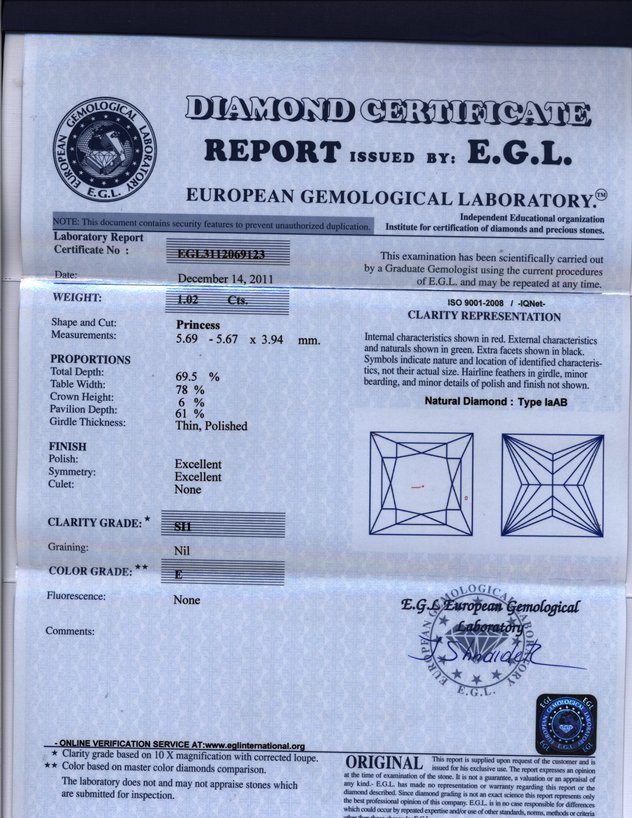 EUROPEAN GEMOLOGICAL LABORATORY
E.G.L.
DIAMOND CERTIFICATE
REPORT ISSUED BY: E.G.L.
EUROPEAN GEMOLOGICAL LABORATORY.™
NOTE: This document contains security features to prevent unauthorized duplication.
Independent Educational organization
Institute for certification of diamonds and precious stones.
Laboratory Report
Certificate No : EGL3112069123
Date: December 14, 2011
WEIGHT: 1.02 Cts.
Shape and Cut: Princess
Measurements: 5.69 - 5.67 x 3.94 mm.
PROPORTIONS
Total Depth: 69.5 %
Table Width: 78 %
Crown Height: 6 %
Pavilion Depth: 61 %
Girdle Thickness: Thin, Polished
FINISH
Polish: Excellent
Symmetry: Excellent
Culet: None
CLARITY GRADE: * SI1
Graining: Nil
COLOR GRADE: ** E
Fluorescence: None
Comments:
This examination has been scientifically carried out
by a Graduate Gemologist using the current procedures
of E.G.L. and may be repeated at any time.
ISO 9001-2008 / -IQNet-
CLARITY REPRESENTATION
Internal characteristics shown in red. External characteristics
and naturals shown in green. Extra facets shown in black.
Symbols indicate nature and location of identified characteris-
tics, not their actual size. Hairline feathers in girdle, minor
bearding, and minor details of polish and finish not shown.
Natural Diamond : Type IaAB
E.G.L European Gemological
Laboratory
EUROPEAN GEMOLOGICAL LABORATORY
E.G.L.
EGL EGL
EUROPEAN GEMOLOGICAL LABORATORY
E.G.L.
- ONLINE VERIFICATION SERVICE AT:www.eglinternational.org
* Clarity grade based on 10 X magnification with corrected loupe.
** Color based on master color diamonds comparison.
The laboratory does not and may not appraise stones which
are submitted for inspection.
ORIGINAL This report is supplied upon request of the customer and is
issued for his exclusive use. The report expresses an opinion
at the time of examination of the stone. It is not a guarantee, a valuation or an appraisal of
any kind.- E.G.L. has made no representation or warranty regarding this report or the
diamond described. Since diamond grading is not an exact science this report represents only
the best professional opinion of this company. E.G.L. is in no case responsible for differences
which could occur by repeated expertise and/or use of other standards, norms, methods or criteria